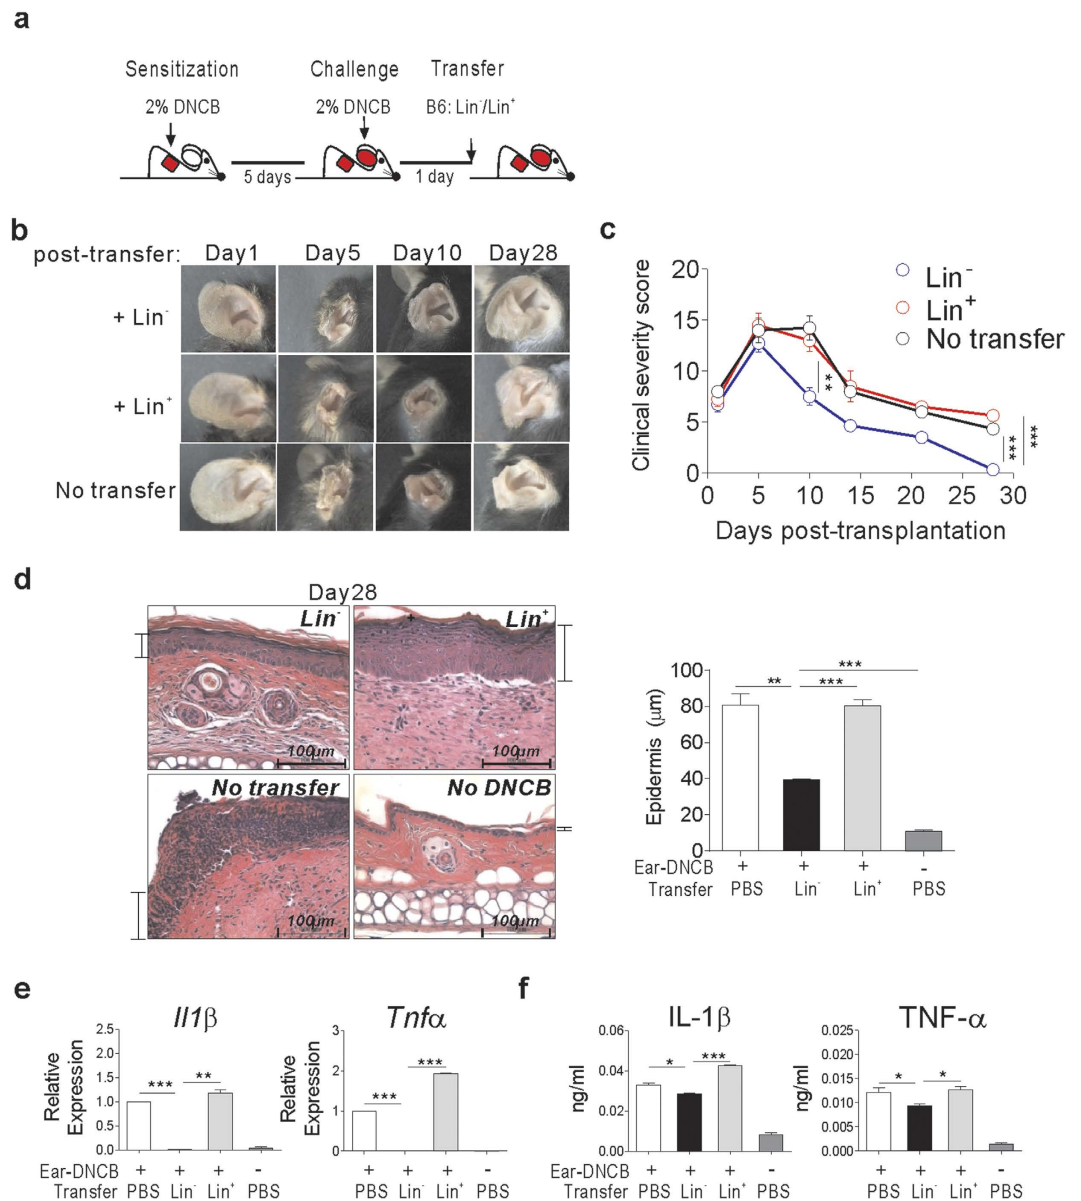 a
Sensitization Challenge Transfer
2% DNCB 2% DNCB B6: Lin⁻/Lin⁺
5 days 1 day
b
post-transfer: Day1 Day5 Day10 Day28
+ Lin⁻
+ Lin⁺
No transfer
c
Clinical severity score
20
15
10
5
0
0 5 10 15 20 25 30
Days post-transplantation
Lin⁻
Lin⁺
No transfer
**
***
***
d
Day28
Lin⁻ Lin⁺
+
100µm 100µm
No transfer No DNCB
100µm 100µm
Epidermis (µm)
100
80
60
40
20
0
***
** ***
Ear-DNCB + + + -
Transfer PBS Lin⁻ Lin⁺ PBS
e
Il1β
Relative
Expression
2.5
2.0
1.5
1.0
0.5
0.0
*** **
Ear-DNCB + + + -
Transfer PBS Lin⁻ Lin⁺ PBS
Tnfα
Relative
Expression
3
2
1
0
***
***
+ + + -
PBS Lin⁻ Lin⁺ PBS
f
IL-1β
ng/ml
0.06
0.04
0.02
0.00
* ***
Ear-DNCB + + + -
Transfer PBS Lin⁻ Lin⁺ PBS
TNF-α
ng/ml
0.025
0.020
0.015
0.010
0.005
0.000
* *
+ + + -
PBS Lin⁻ Lin⁺ PBS